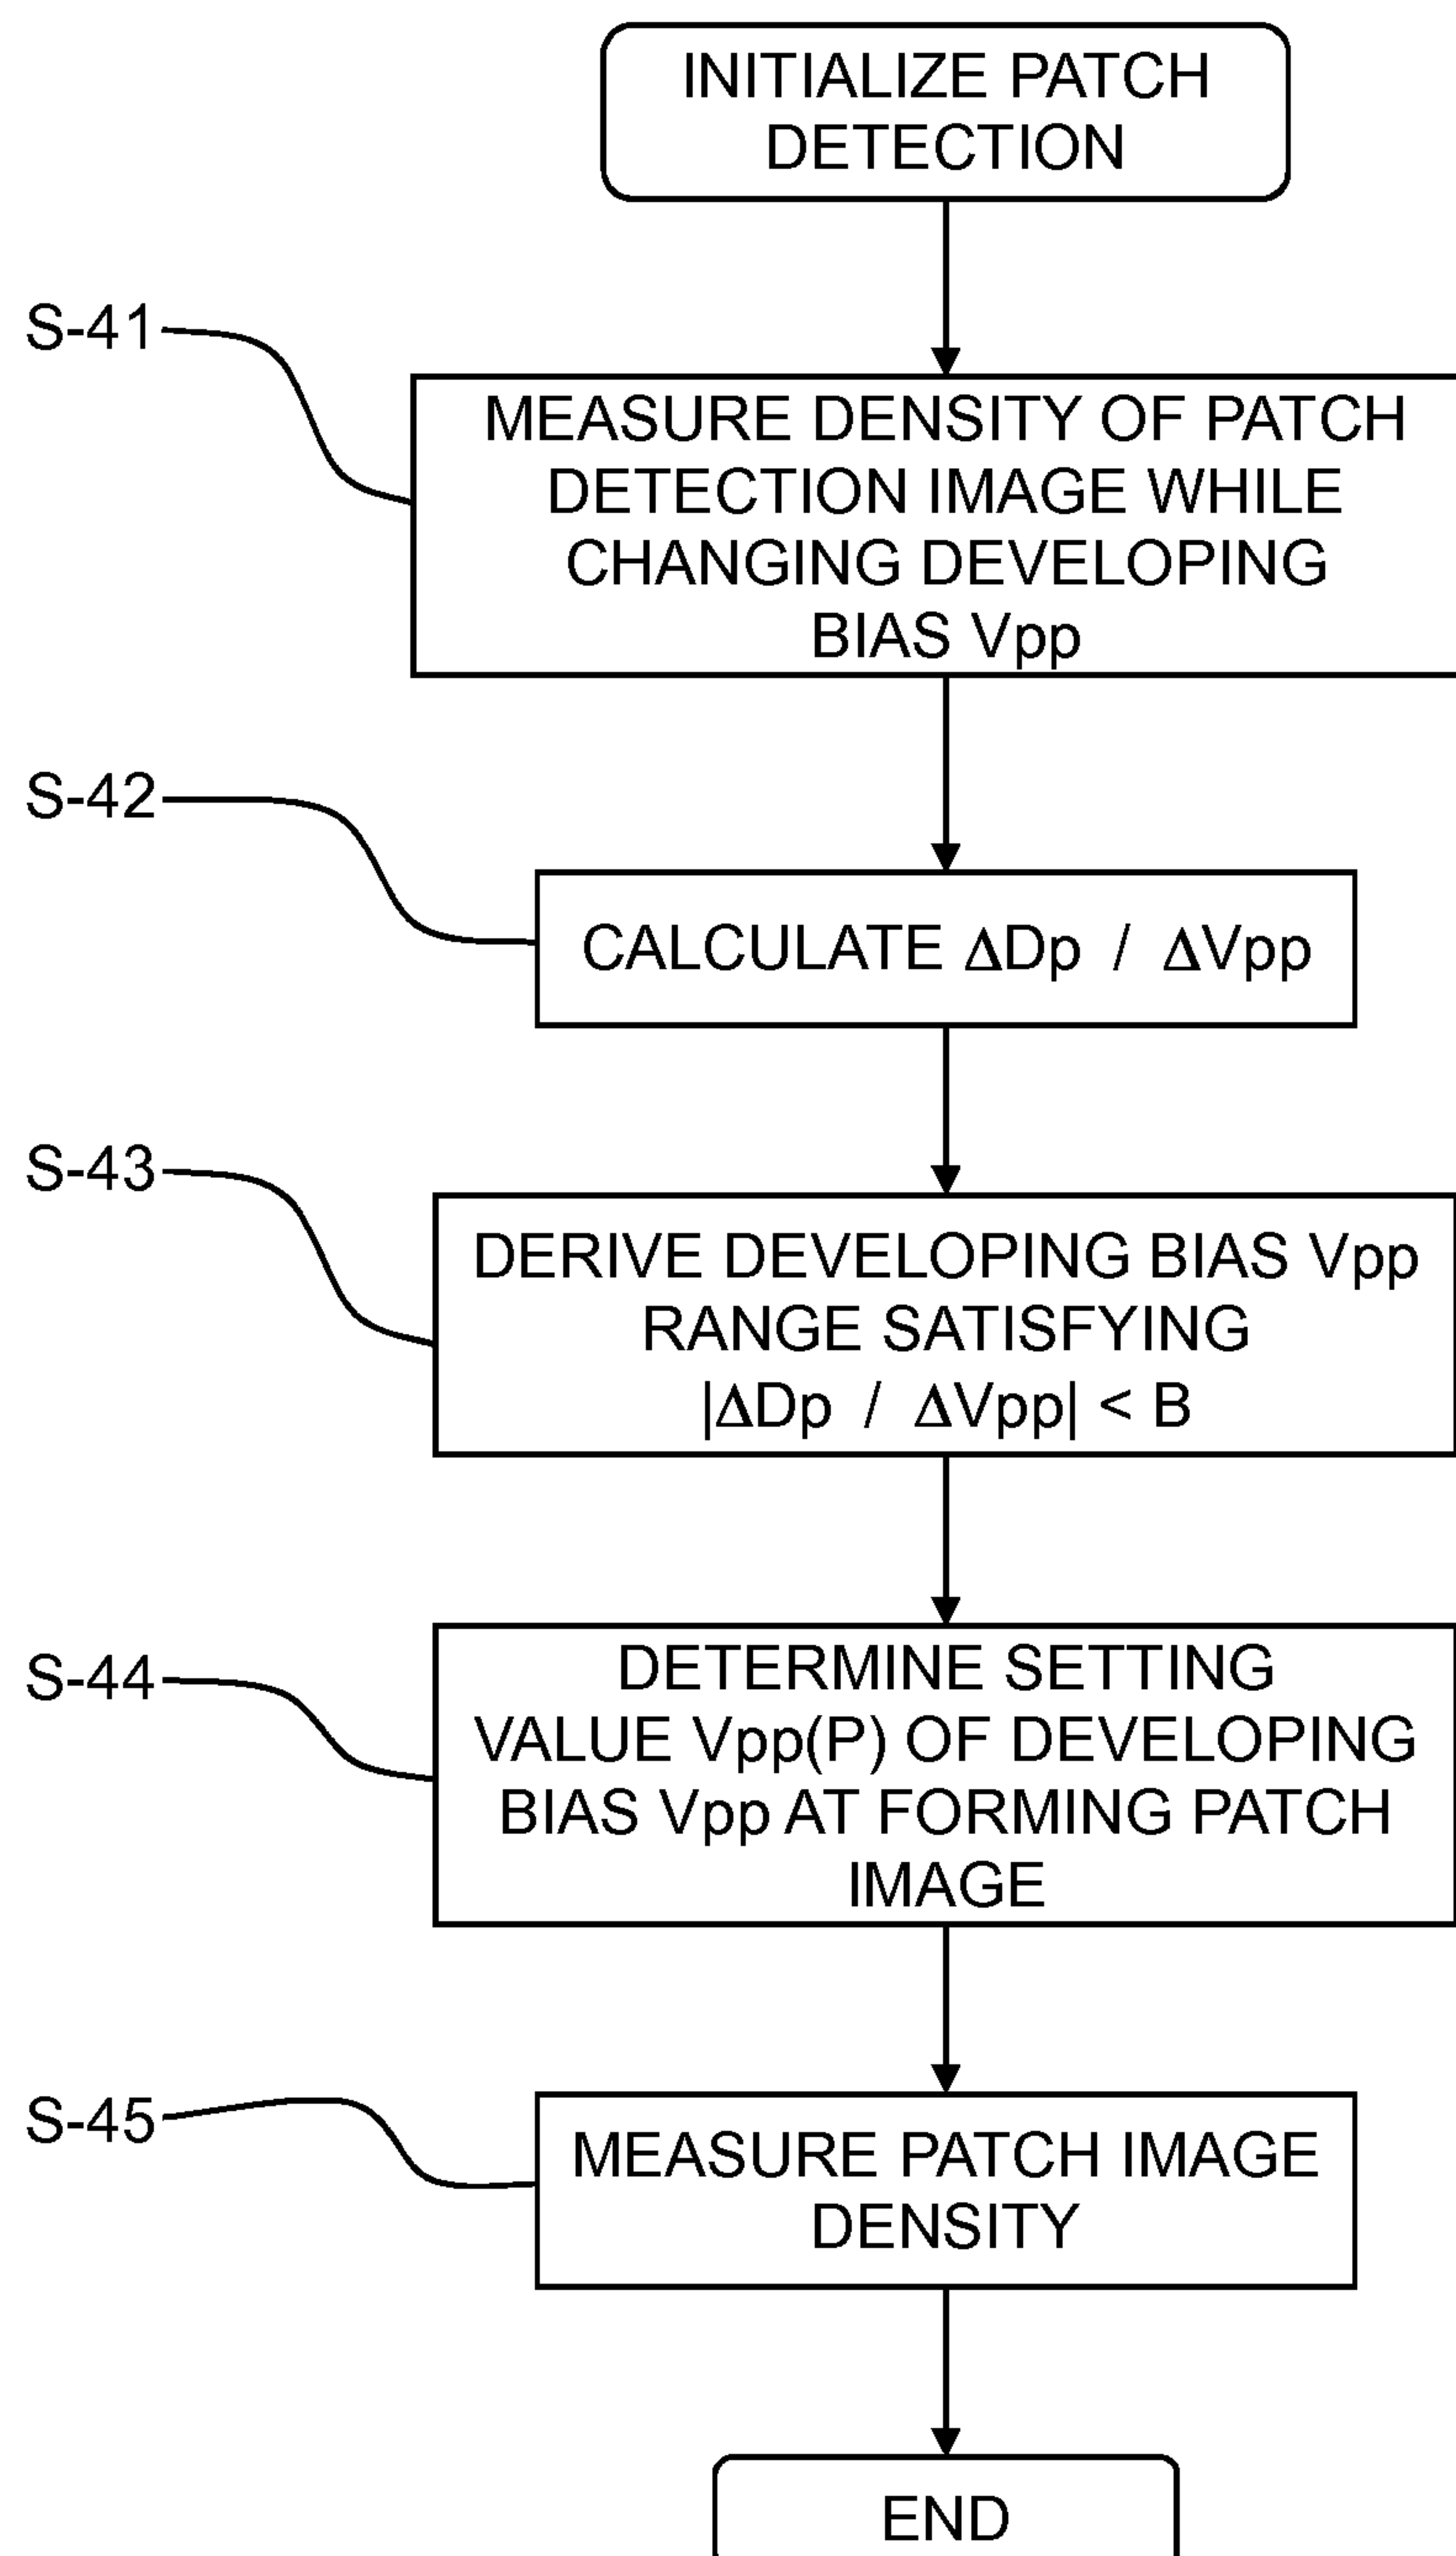 INITIALIZE PATCH
DETECTION
S-41
MEASURE DENSITY OF PATCH
DETECTION IMAGE WHILE
CHANGING DEVELOPING
BIAS Vpp
S-42
CALCULATE ΔDp / ΔVpp
S-43
DERIVE DEVELOPING BIAS Vpp
RANGE SATISFYING
|ΔDp / ΔVpp| < B
S-44
DETERMINE SETTING
VALUE Vpp(P) OF DEVELOPING
BIAS Vpp AT FORMING PATCH
IMAGE
S-45
MEASURE PATCH IMAGE
DENSITY
END